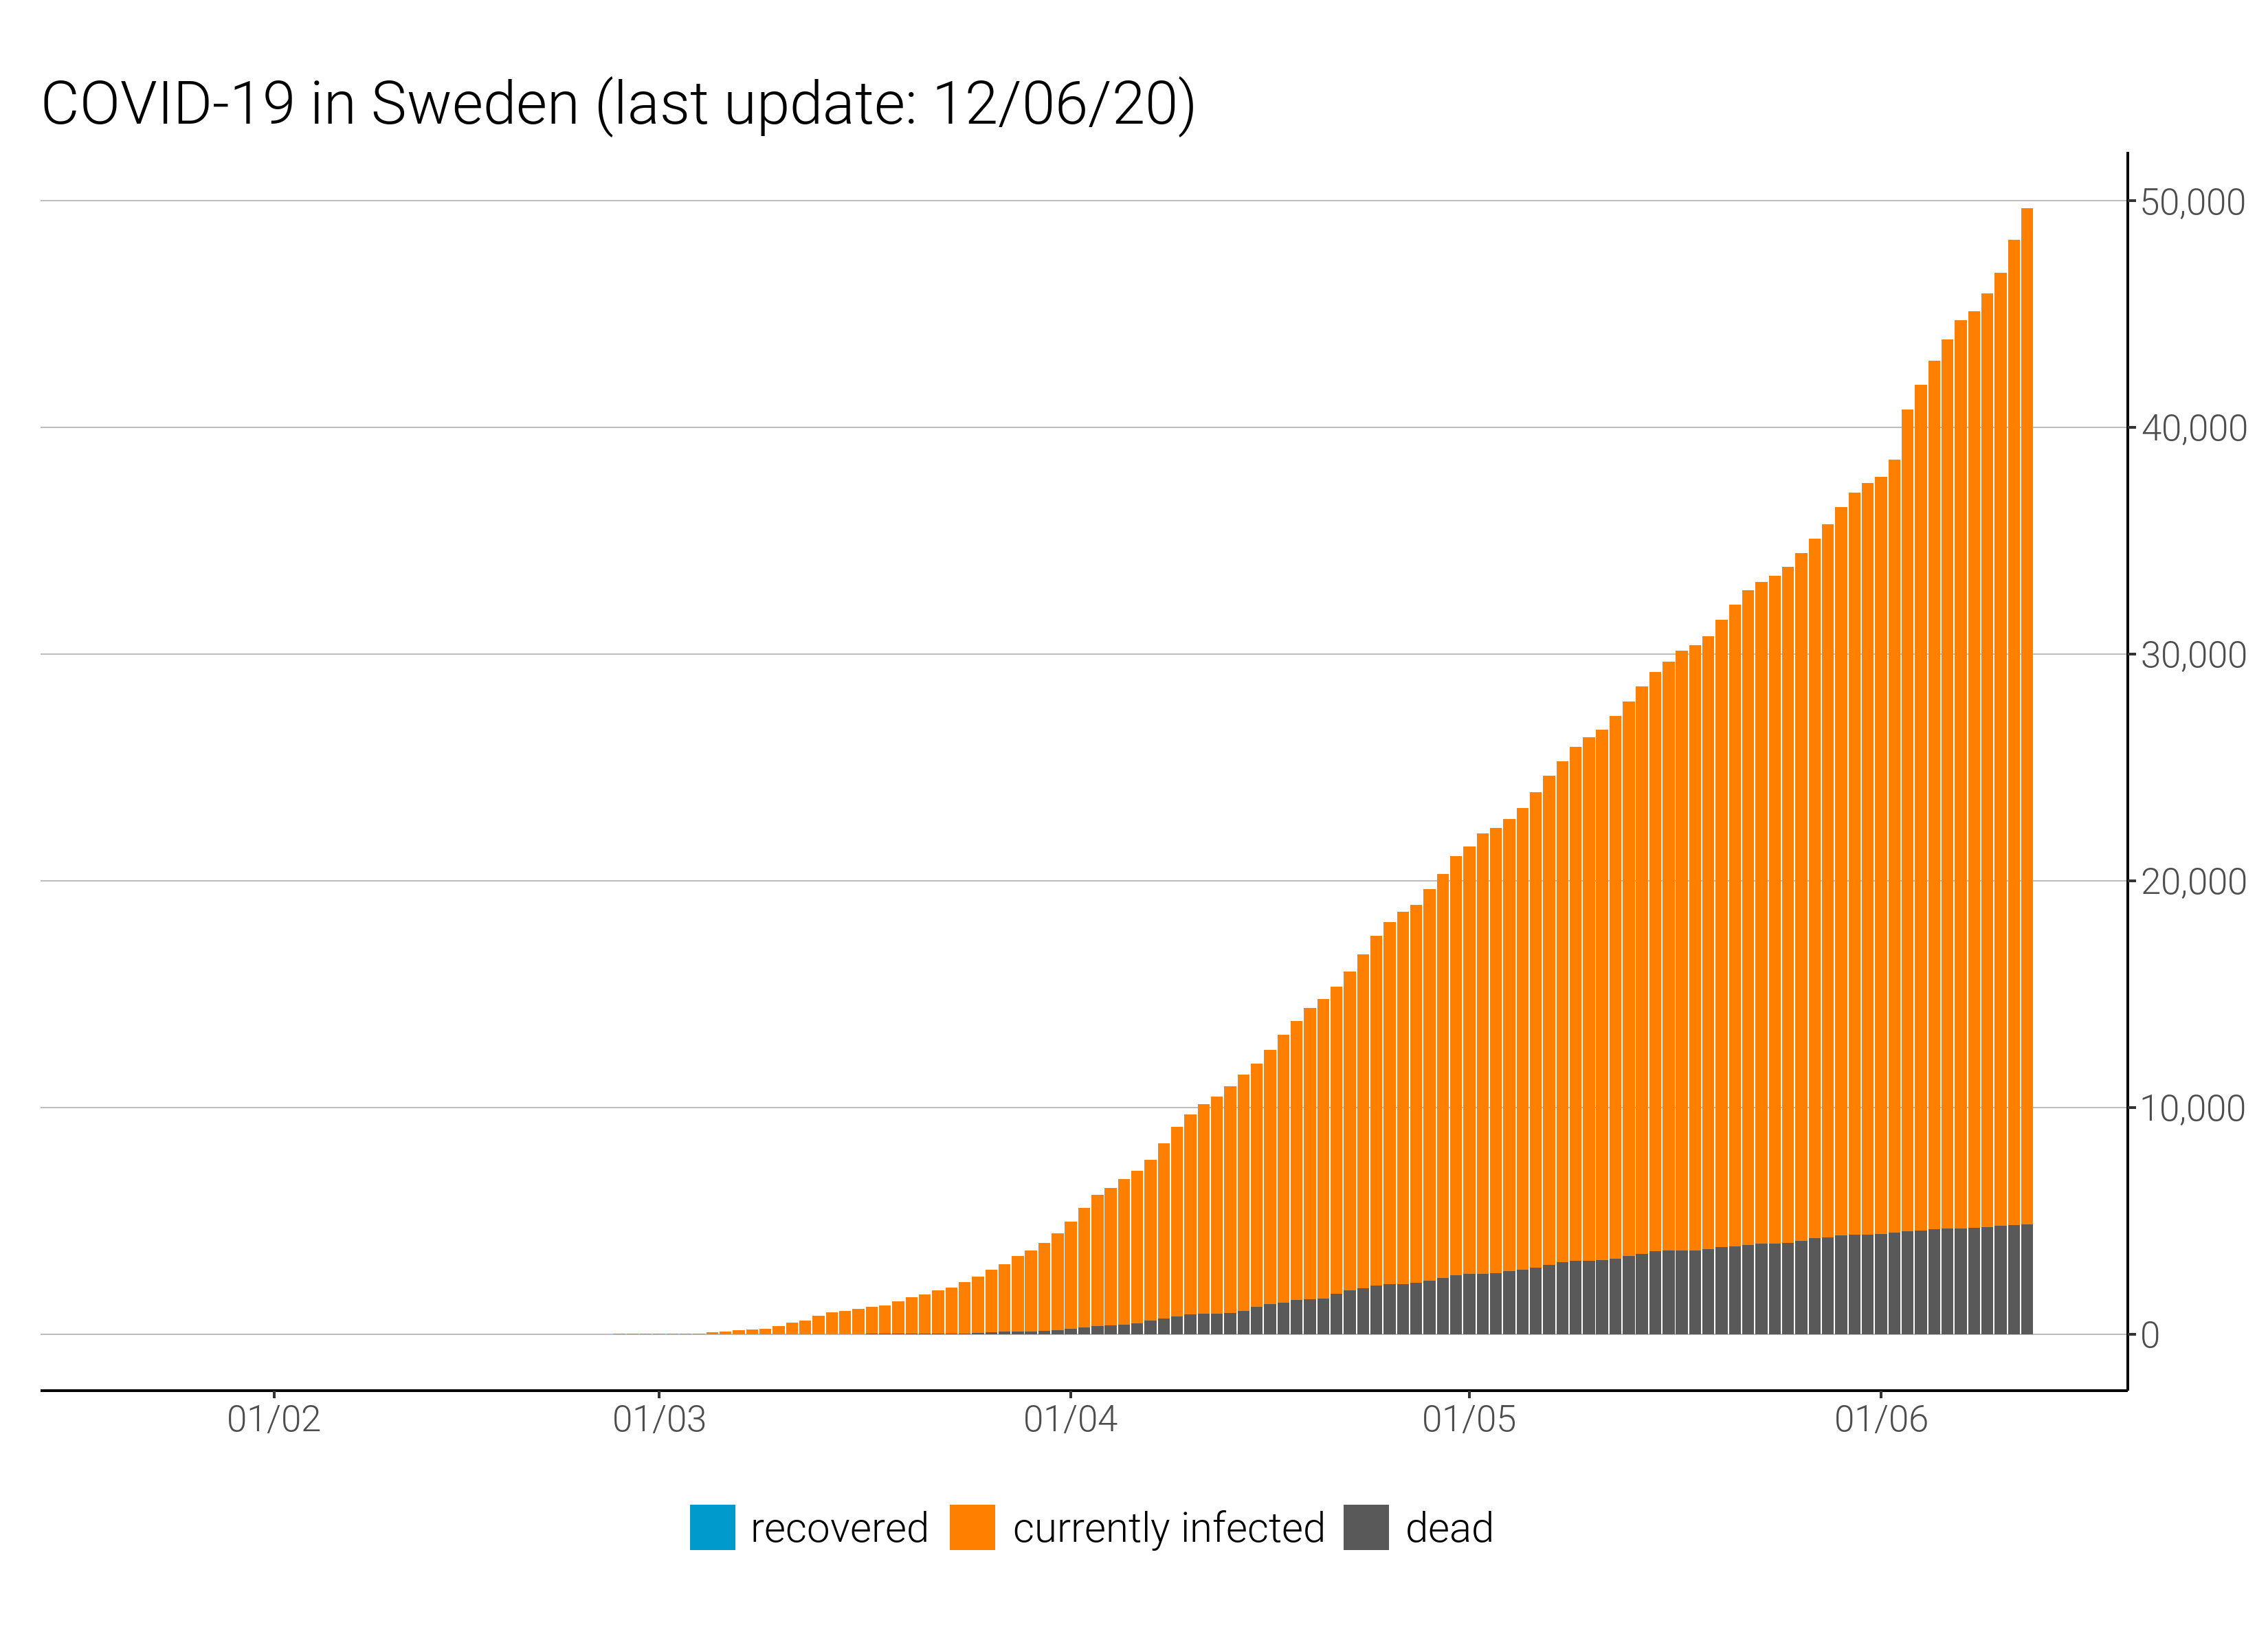 COVID-19 in Sweden (last update: 12/06/20)
50,000
40,000
30,000
20,000
10,000
0
01/02 01/03 01/04 01/05 01/06
recovered currently infected dead